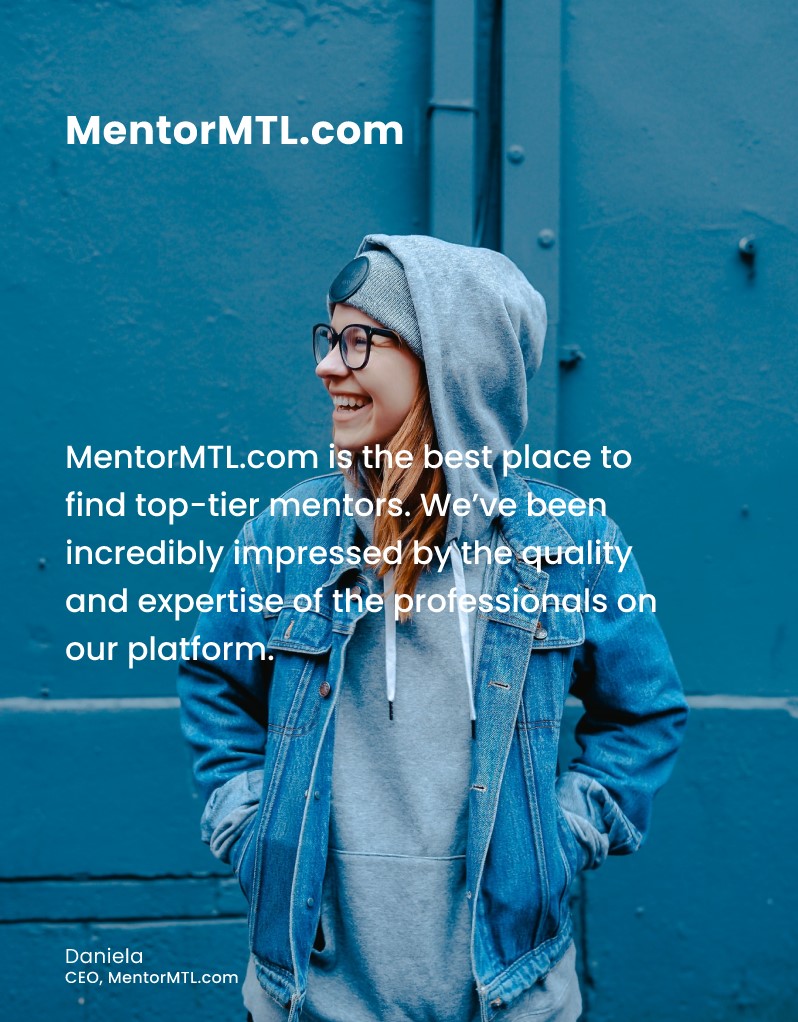 MentorMTL.com
MentorMTL.com is the best place to
find top-tier mentors. We’ve been
incredibly impressed by the quality
and expertise of the professionals on
our platform.
Daniela
CEO, MentorMTL.com